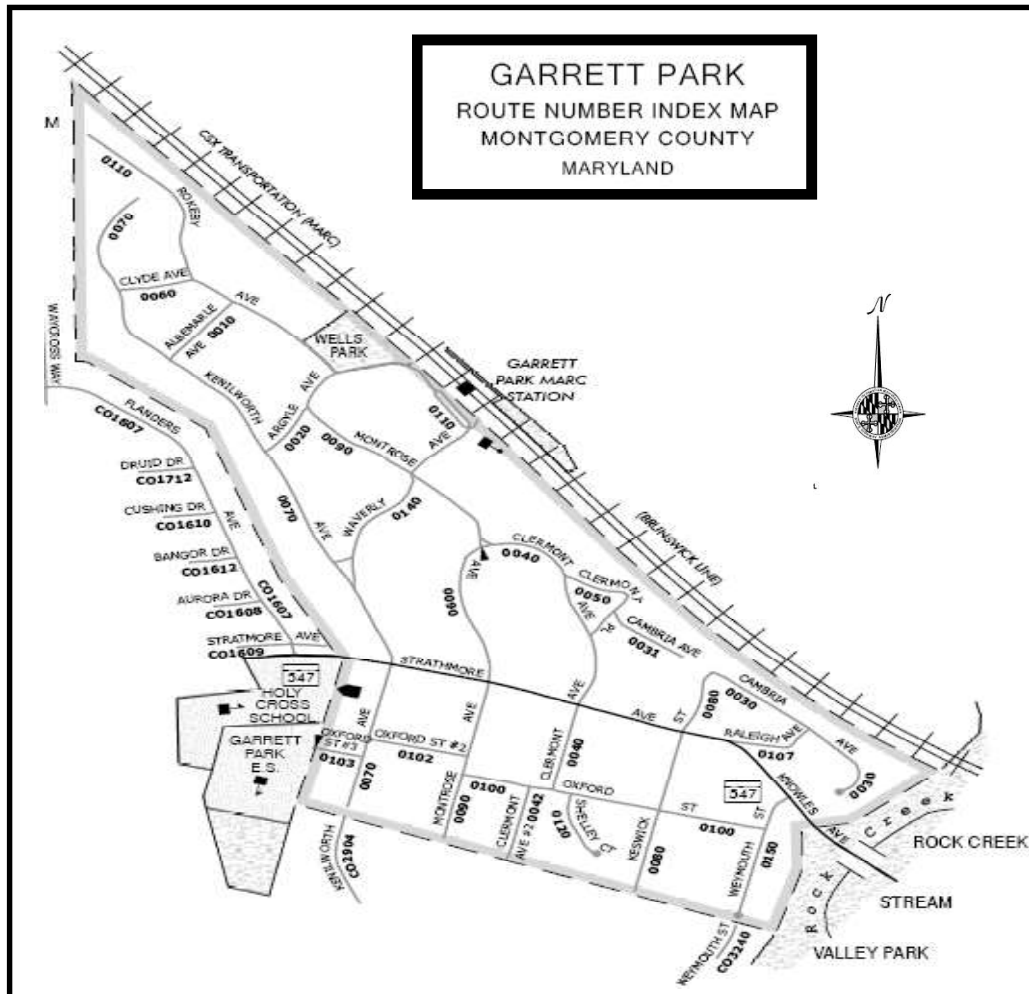 GARRETT PARK
ROUTE NUMBER INDEX MAP
MONTGOMERY COUNTY
MARYLAND
M
CSX TRANSPORTATION (MARC)
0110
ROKEBY
0070
CLYDE AVE
0060
AVE
ALBEMARLE
AVE 0010
N
WELLS
PARK
WAYCROSS WAY
GARRETT
PARK MARC
STATION
KENILWORTH
ARGYLE AVE
0020
0110
FLANDERS
CO1607
0090
MONTROSE
AVE
DRUID DR
CO1712
CUSHING DR
CO1610
AVE
0070
AVE
WAVERLY
0140
(BRUNSWICK LINE)
BANGOR DR
CO1612
CLERMONT
0040
AVE
CLERMONT
0050
PL
AVE
CO1607
AURORA DR
CO1608
0600
CAMBRIA AVE
0031
STRATMORE AVE
CO1609
STRATHMORE
AVE
547
HOLY
CROSS
SCHOOL
CAMBRIA
0030
0080
ST
AVE
RALEIGH AVE
0107
AVE
OXFORD
ST #3
0103
OXFORD ST #2
0102
AVE
GARRETT
PARK
E.S.
0070
CLERMONT
0040
547
KNOWLES
0030
MONTROSE
0090
0100
OXFORD
ST
0100
ST
CLERMONT
AVE #2
0042
SHELLEY CT
0120
KESWICK
0080
AVE
Rock Creek
ROCK CREEK
KENILWORTH
CO2904
WEYMOUTH
0150
STREAM
WEYMOUTH ST
CO3240
VALLEY PARK